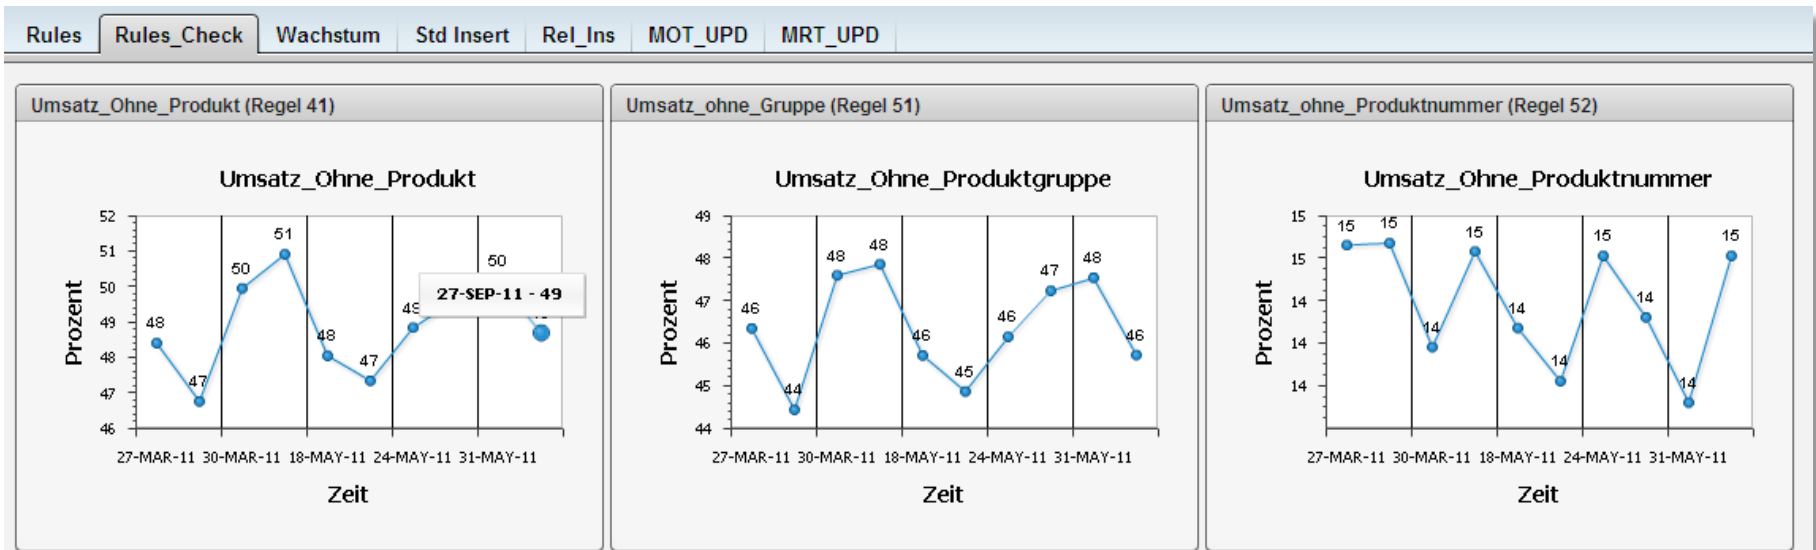 Rules Rules_Check Wachstum Std Insert Rel_Ins MOT_UPD MRT_UPD
Umsatz_Ohne_Produkt (Regel 41)
Umsatz_Ohne_Produkt
Prozent
52
51
50
49
48
47
46
48
47
50
51
48
47
49
50
27-SEP-11 - 49
27-MAR-11 30-MAR-11 18-MAY-11 24-MAY-11 31-MAY-11
Zeit
Umsatz_ohne_Gruppe (Regel 51)
Umsatz_Ohne_Produktgruppe
Prozent
49
48
47
46
45
44
46
44
48
48
46
45
46
47
48
46
27-MAR-11 30-MAR-11 18-MAY-11 24-MAY-11 31-MAY-11
Zeit
Umsatz_ohne_Produktnummer (Regel 52)
Umsatz_Ohne_Produktnummer
Prozent
15
15
14
14
14
15
15
14
15
14
14
15
14
14
15
27-MAR-11 30-MAR-11 18-MAY-11 24-MAY-11 31-MAY-11
Zeit